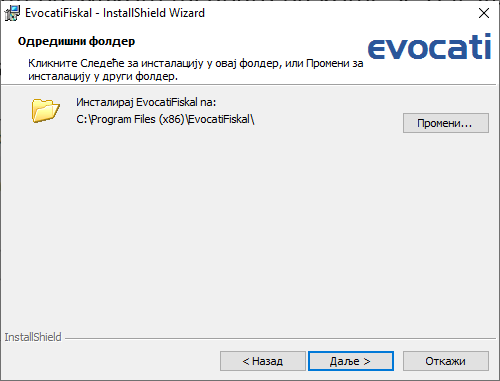 EvocatiFiskal - InstallShield Wizard
Одредишни фолдер
evocati
Кликните Следеће за инсталацију у овај фолдер, или Промени за
инсталацију у други фолдер.
Инсталирај EvocatiFiskal на:
C:\Program Files (x86)\EvocatiFiskal\
Промени...
InstallShield
< Назад
Даље >
Откажи